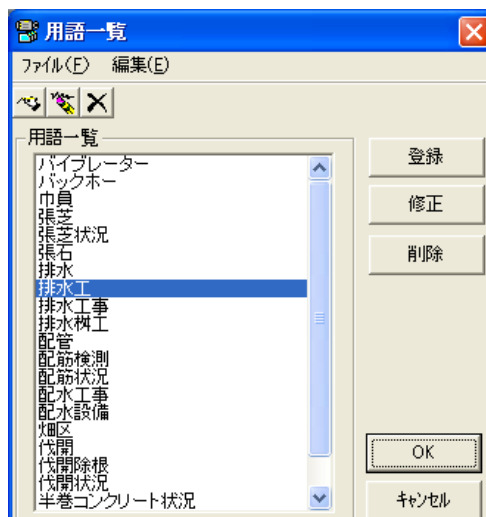 用語一覧
ファイル(F) 編集(E)
用語一覧
バイブレーター
バックホー
巾員
張芝
張芝状況
張石
排水
排水工
排水工事
排水桝工
配管
配筋検測
配筋状況
配水工事
配水設備
畑区
伐開
伐開除根
伐開状況
半巻コンクリート状況
登録
修正
削除
OK
キャンセル